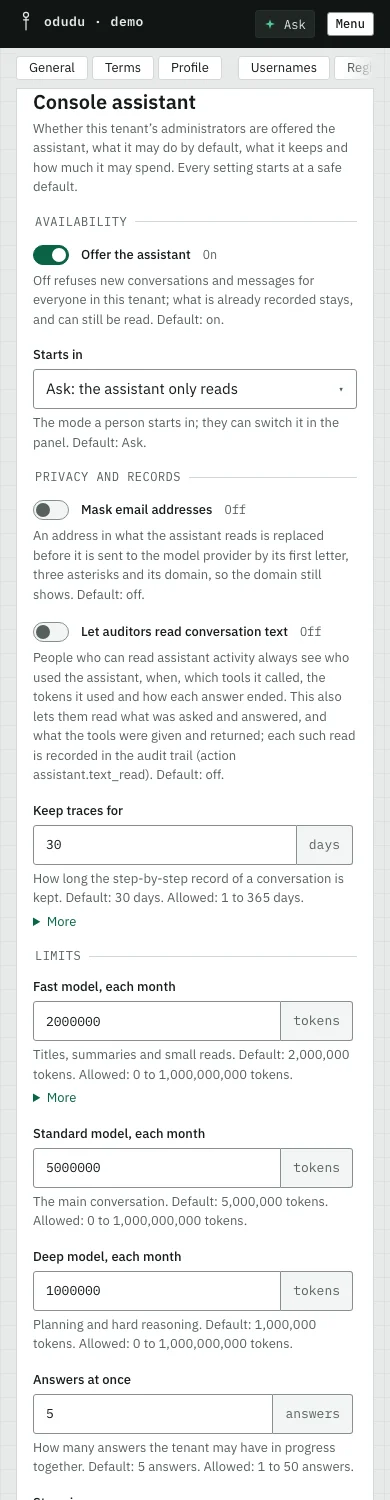 odudu · demo
Ask
Menu
General
Terms
Profile
Usernames
Regi
Console assistant
Whether this tenant's administrators are offered the
assistant, what it may do by default, what it keeps and
how much it may spend. Every setting starts at a safe
default.
AVAILABILITY
Offer the assistant On
Off refuses new conversations and messages for
everyone in this tenant; what is already recorded stays,
and can still be read. Default: on.
Starts in
Ask: the assistant only reads
The mode a person starts in; they can switch it in the
panel. Default: Ask.
PRIVACY AND RECORDS
Mask email addresses Off
An address in what the assistant reads is replaced
before it is sent to the model provider by its first letter,
three asterisks and its domain, so the domain still
shows. Default: off.
Let auditors read conversation text Off
People who can read assistant activity always see who
used the assistant, when, which tools it called, the
tokens it used and how each answer ended. This also
lets them read what was asked and answered, and
what the tools were given and returned; each such read
is recorded in the audit trail (action
assistant.text_read). Default: off.
Keep traces for
30 days
How long the step-by-step record of a conversation is
kept. Default: 30 days. Allowed: 1 to 365 days.
More
LIMITS
Fast model, each month
2000000 tokens
Titles, summaries and small reads. Default: 2,000,000
tokens. Allowed: 0 to 1,000,000,000 tokens.
More
Standard model, each month
5000000 tokens
The main conversation. Default: 5,000,000 tokens.
Allowed: 0 to 1,000,000,000 tokens.
Deep model, each month
1000000 tokens
Planning and hard reasoning. Default: 1,000,000
tokens. Allowed: 0 to 1,000,000,000 tokens.
Answers at once
5 answers
How many answers the tenant may have in progress
together. Default: 5 answers. Allowed: 1 to 50 answers.